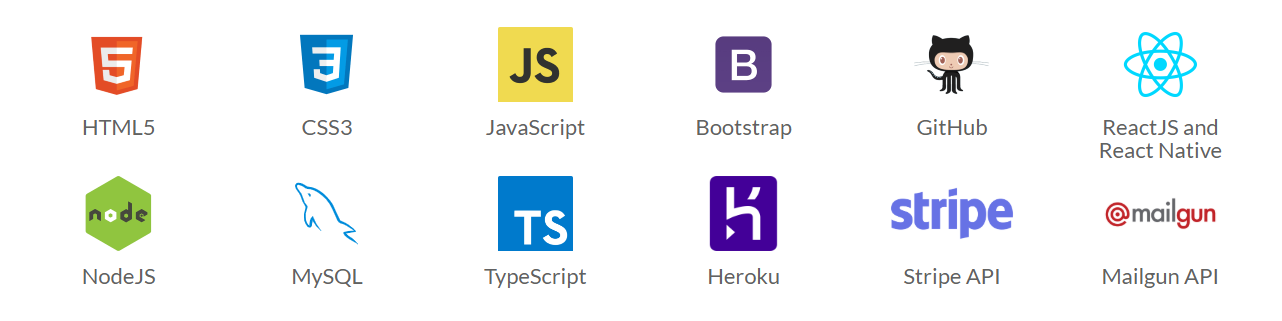 5
3
JS
B
HTML5
CSS3
JavaScript
Bootstrap
GitHub
ReactJS and
React Native
node
TS
stripe
@mailgun
NodeJS
MySQL
TypeScript
Heroku
Stripe API
Mailgun API